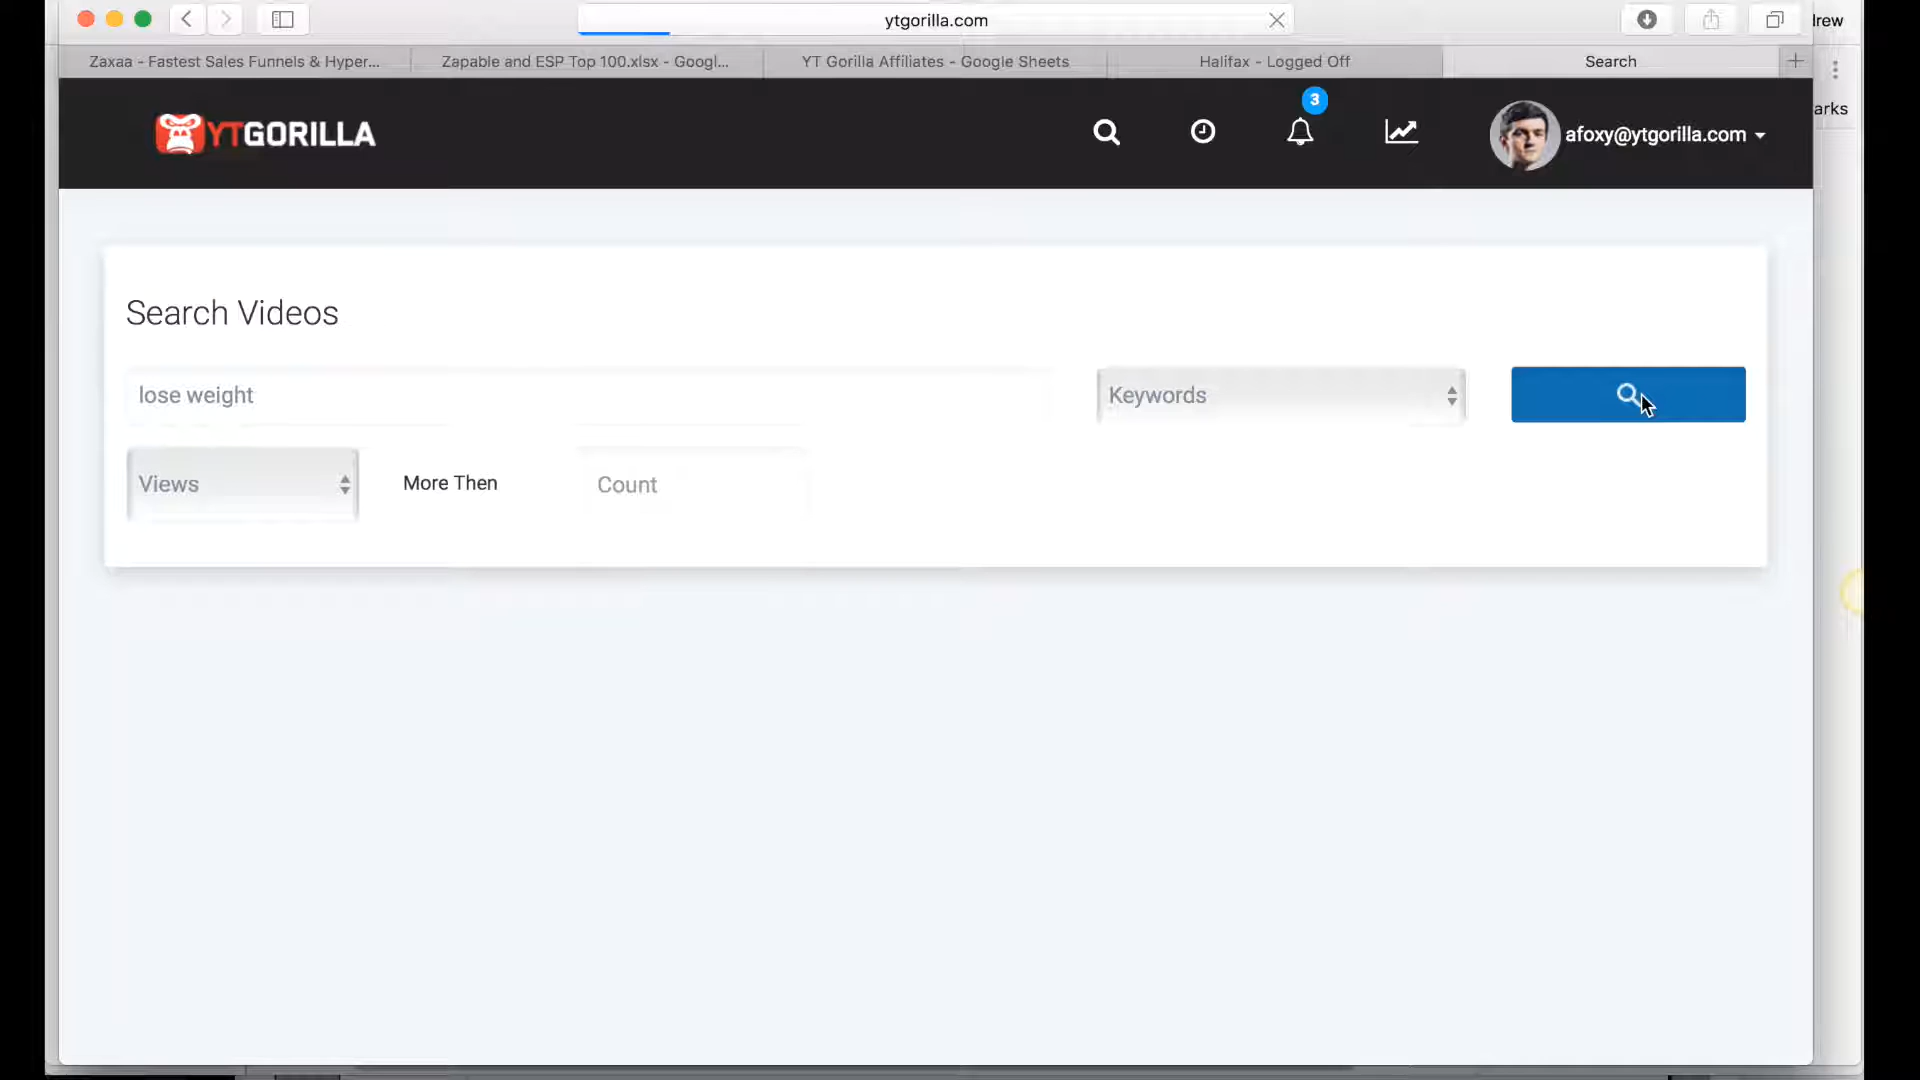 ytgorilla.com
lrew
Zaxaa - Fastest Sales Funnels & Hyper...
Zapable and ESP Top 100.xlsx - Googl...
YT Gorilla Affiliates - Google Sheets
Halifax - Logged Off
Search
arks
YTGORILLA
3
afoxy@ytgorilla.com
Search Videos
lose weight
Keywords
Views
More Then
Count